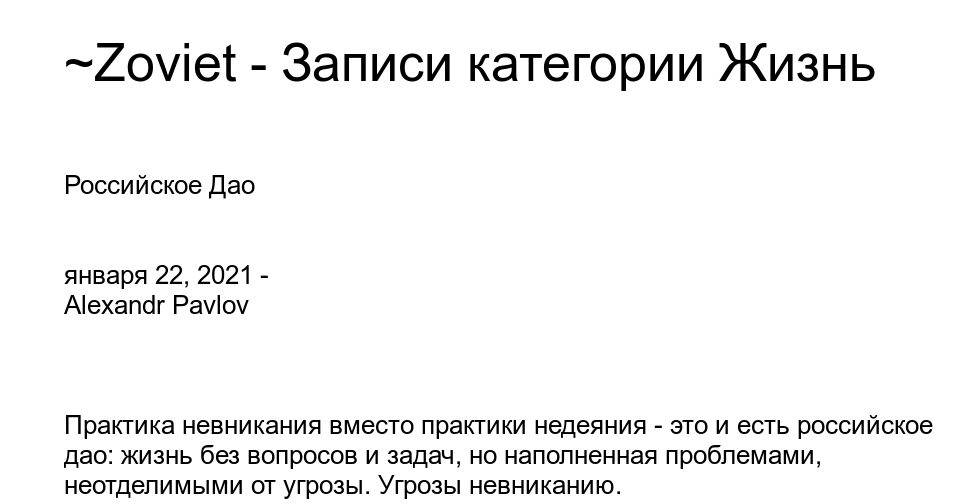 ~Zoviet - Записи категории Жизнь
Российское Дао
января 22, 2021 -
Alexandr Pavlov
Практика невникания вместо практики недеяния - это и есть российское
дао: жизнь без вопросов и задач, но наполненная проблемами,
неотделимыми от угрозы. Угрозы невниканию.